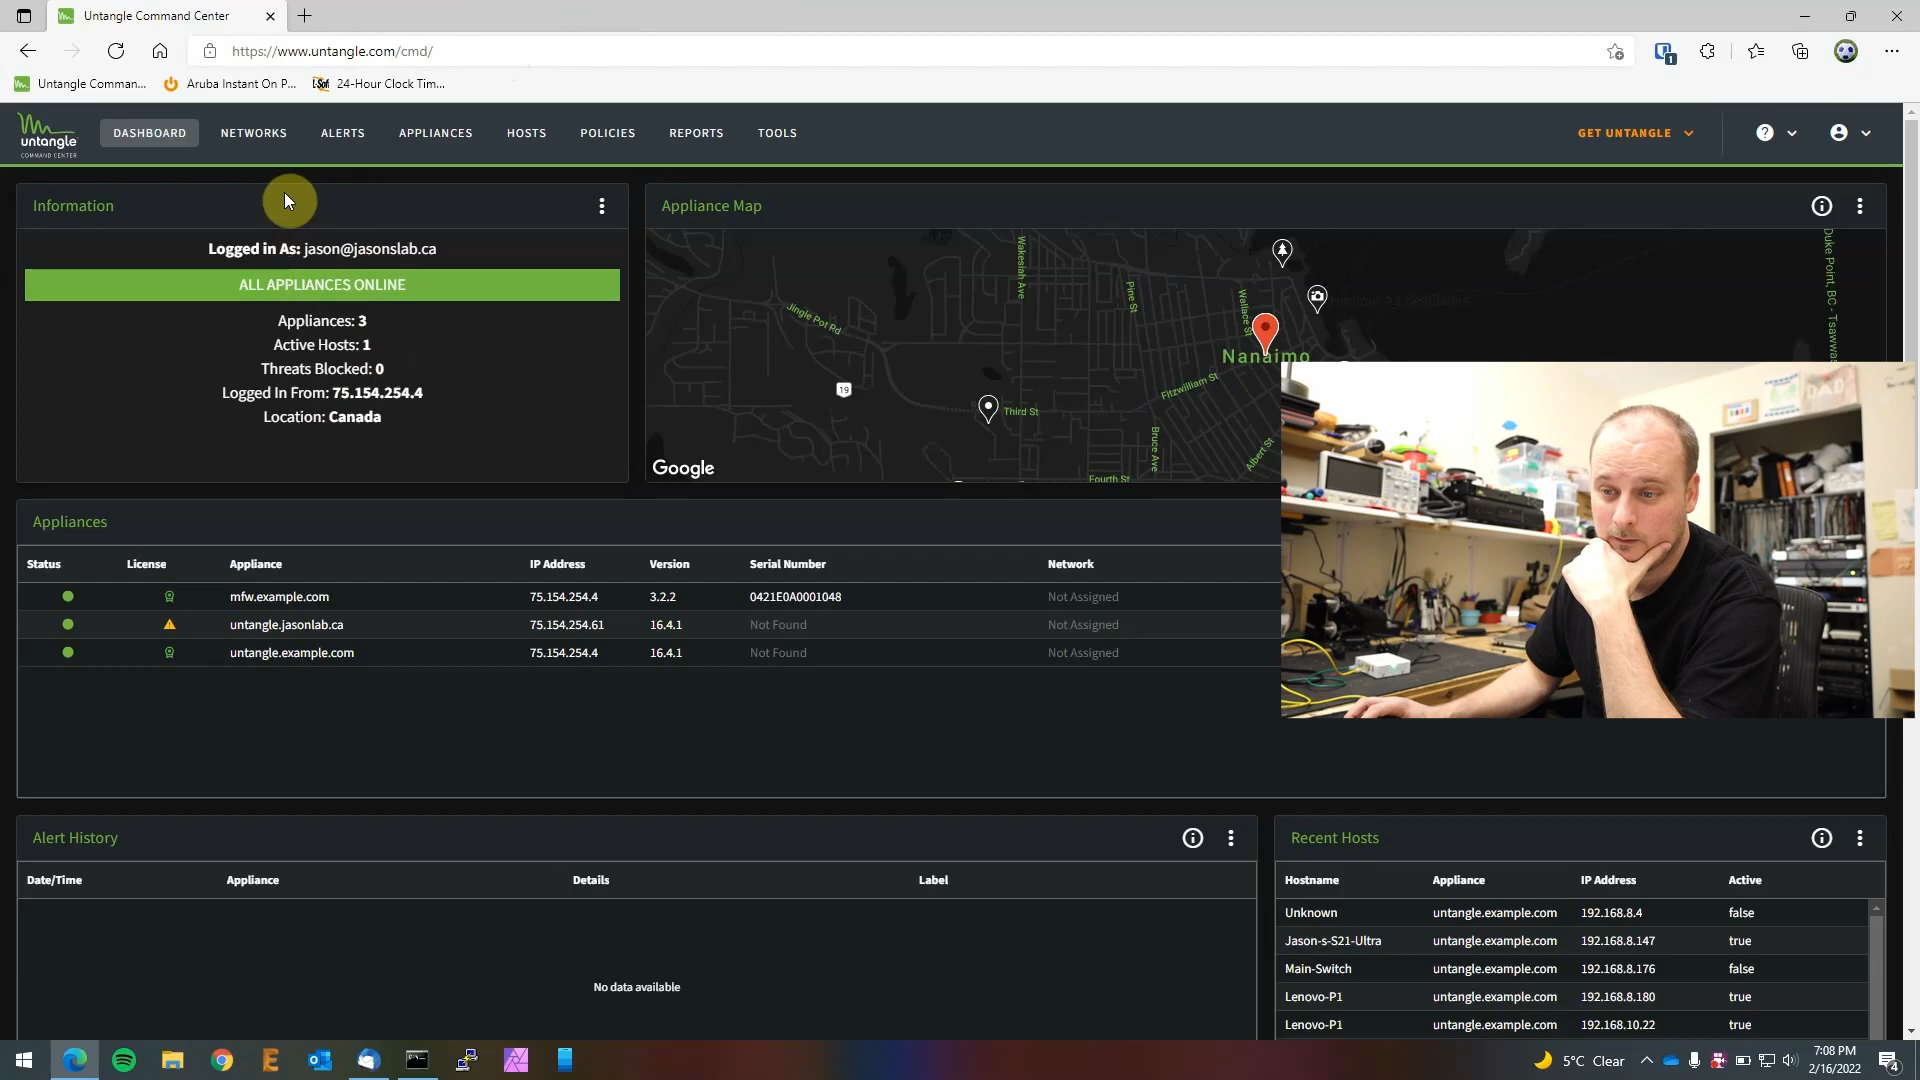 Untangle Command Center
https://www.untangle.com/cmd/
1
Untangle Comman...
Aruba Instant On P...
24-Hour Clock Tim...
untangle
COMMAND CENTER
DASHBOARD
NETWORKS
ALERTS
APPLIANCES
HOSTS
POLICIES
REPORTS
TOOLS
GET UNTANGLE
Information
Logged in As: jason@jasonslab.ca
ALL APPLIANCES ONLINE
Appliances: 3
Active Hosts: 1
Threats Blocked: 0
Logged In From: 75.154.254.4
Location: Canada
Appliance Map
Wakesiah Ave
Jingle Pot Rd
Pine St
Wallace St
Nanaimo
Fitzwilliam St
19
Third St
Bruce Ave
Albert St
Fourth St
Duke Point, BC - Tsawwas
Google
DAD
Appliances
Status License Appliance IP Address Version Serial Number Network
mfw.example.com 75.154.254.4 3.2.2 0421E0A0001048 Not Assigned
untangle.jasonlab.ca 75.154.254.61 16.4.1 Not Found Not Assigned
untangle.example.com 75.154.254.4 16.4.1 Not Found Not Assigned
Alert History
Date/Time Appliance Details Label
No data available
Recent Hosts
Hostname Appliance IP Address Active
Unknown untangle.example.com 192.168.8.4 false
Jason-s-S21-Ultra untangle.example.com 192.168.8.147 true
Main-Switch untangle.example.com 192.168.8.176 false
Lenovo-P1 untangle.example.com 192.168.8.180 true
Lenovo-P1 untangle.example.com 192.168.10.22 true
5°C Clear
7:08 PM
2/16/2022
4